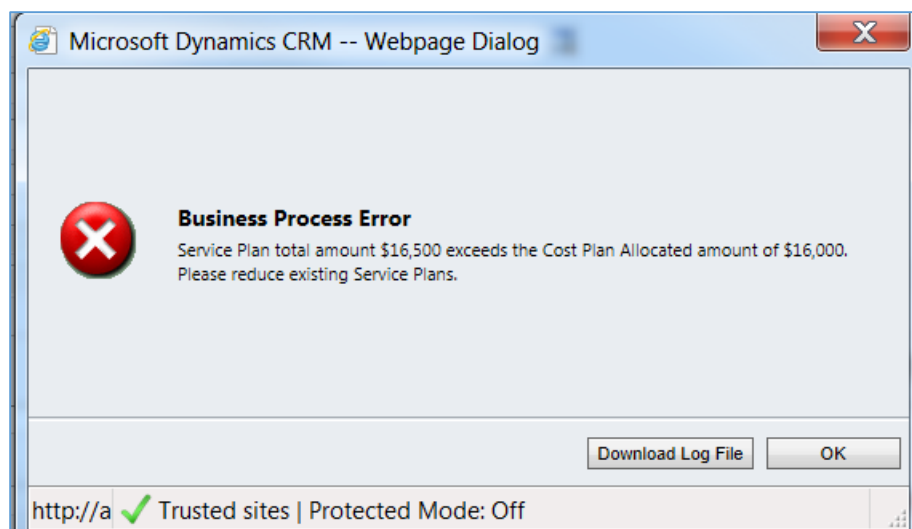 Microsoft Dynamics CRM -- Webpage Dialog
X
Business Process Error
Service Plan total amount $16,500 exceeds the Cost Plan Allocated amount of $16,000.
Please reduce existing Service Plans.
Download Log File OK
http://a Trusted sites | Protected Mode: Off